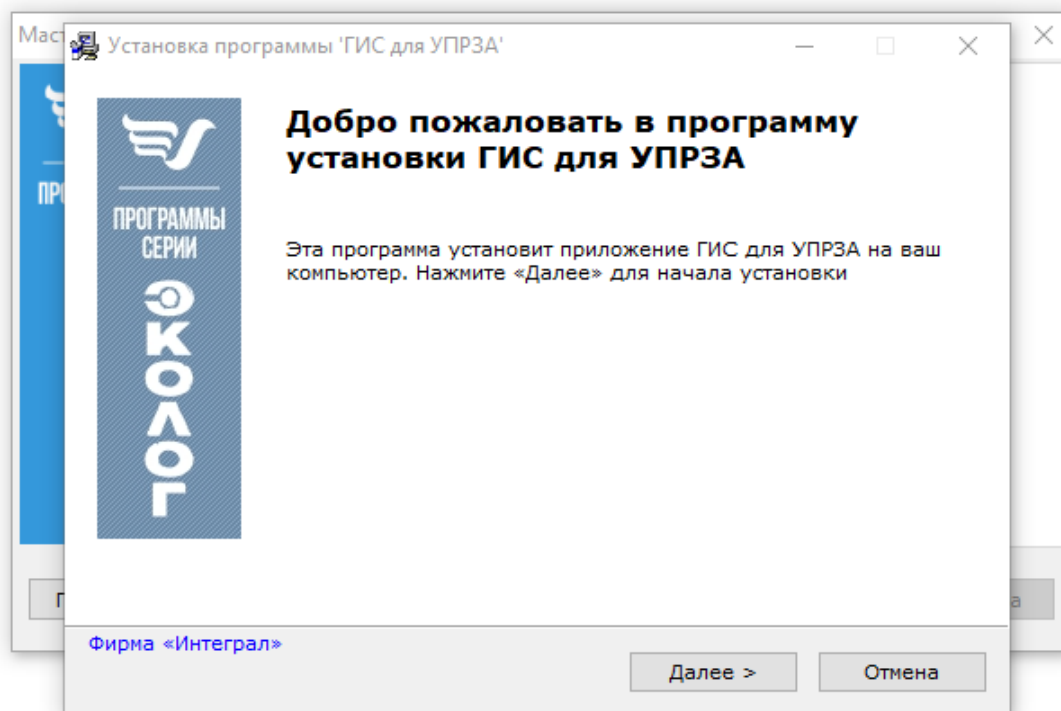 Установка программы 'ГИС для УПРЗА'
ПРОГРАММЫ
СЕРИИ
ЭКОЛОГ
Добро пожаловать в программу
установки ГИС для УПРЗА
Эта программа установит приложение ГИС для УПРЗА на ваш
компьютер. Нажмите «Далее» для начала установки
Фирма «Интеграл»
Далее >
Отмена